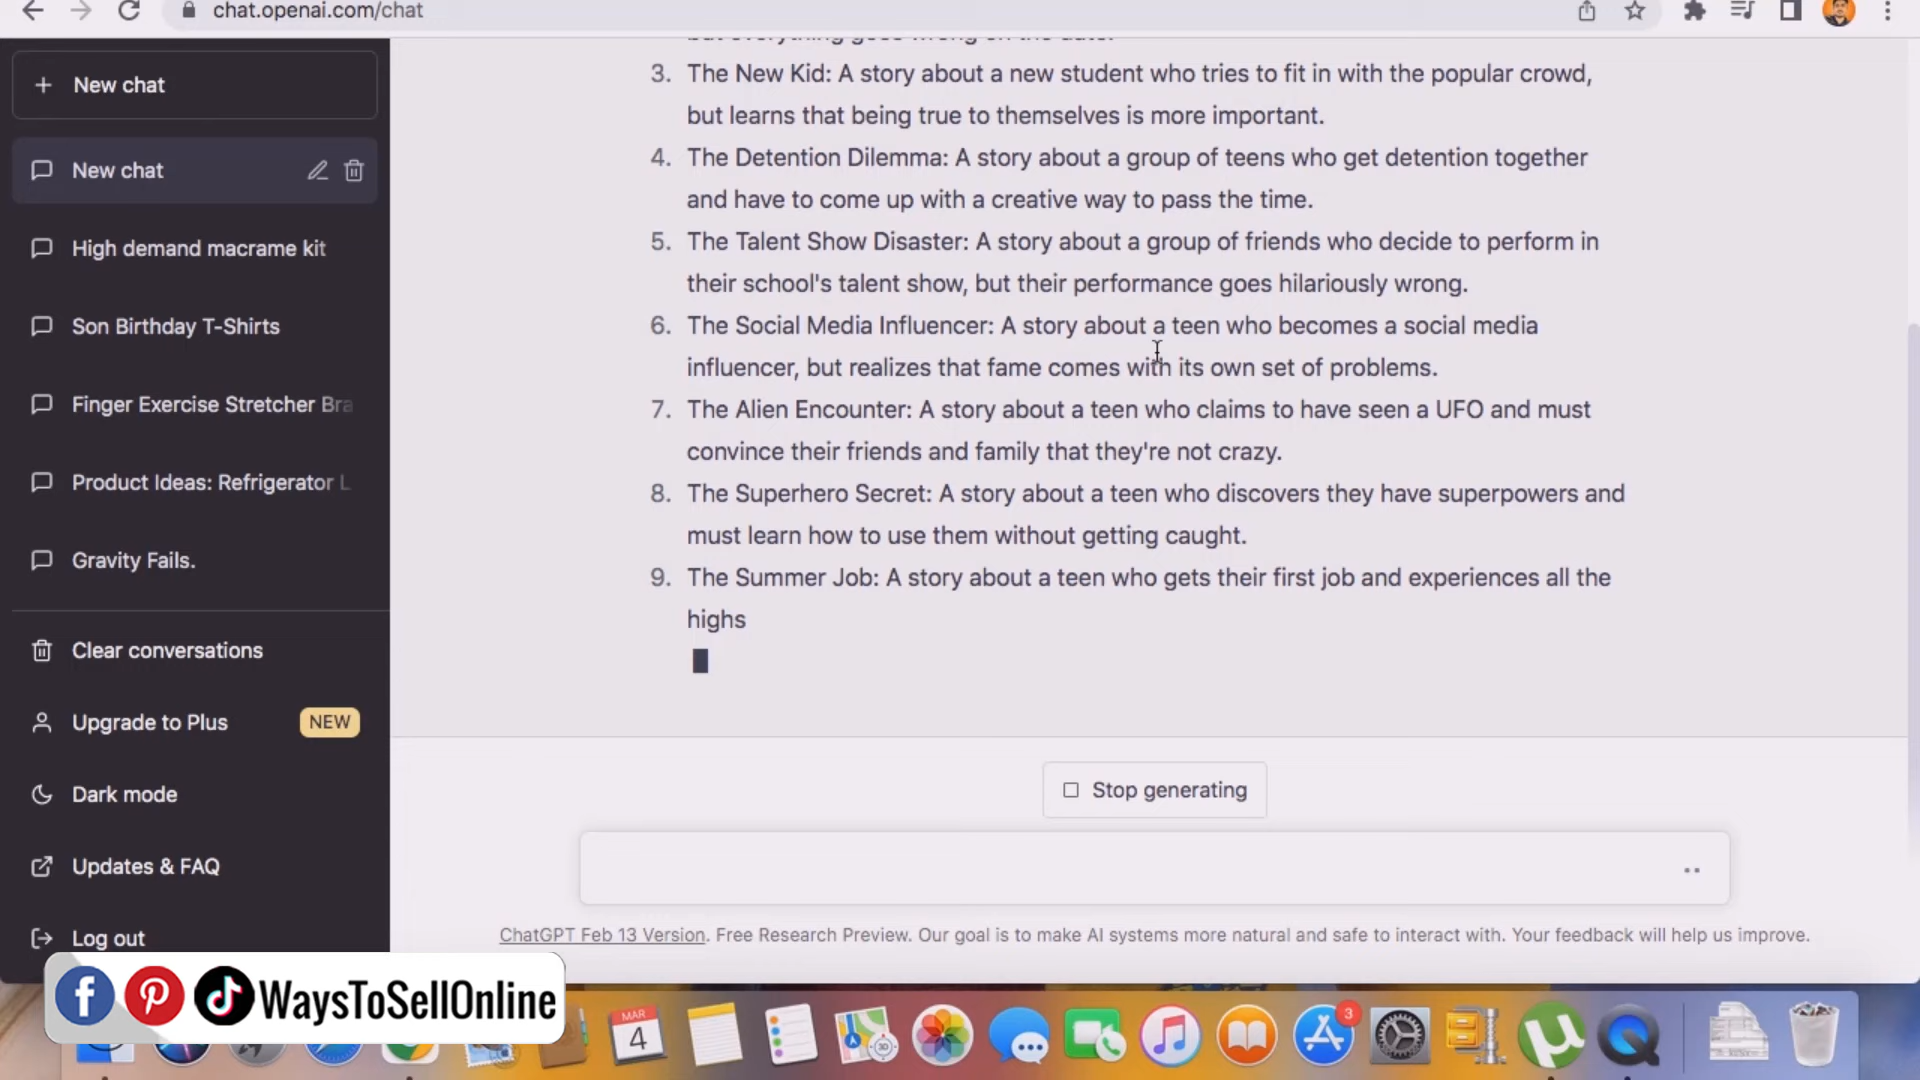 chat.openai.com/chat
New chat
New chat
High demand macrame kit
Son Birthday T-Shirts
Finger Exercise Stretcher Bra
Product Ideas: Refrigerator L
Gravity Fails.
Clear conversations
Upgrade to Plus NEW
Dark mode
Updates & FAQ
Log out
but everything goes wrong on the date.
3. The New Kid: A story about a new student who tries to fit in with the popular crowd,
but learns that being true to themselves is more important.
4. The Detention Dilemma: A story about a group of teens who get detention together
and have to come up with a creative way to pass the time.
5. The Talent Show Disaster: A story about a group of friends who decide to perform in
their school's talent show, but their performance goes hilariously wrong.
6. The Social Media Influencer: A story about a teen who becomes a social media
influencer, but realizes that fame comes with its own set of problems.
7. The Alien Encounter: A story about a teen who claims to have seen a UFO and must
convince their friends and family that they're not crazy.
8. The Superhero Secret: A story about a teen who discovers they have superpowers and
must learn how to use them without getting caught.
9. The Summer Job: A story about a teen who gets their first job and experiences all the
highs
Stop generating
ChatGPT Feb 13 Version. Free Research Preview. Our goal is to make AI systems more natural and safe to interact with. Your feedback will help us improve.
WaysToSellOnline
MAR
4
3D
3